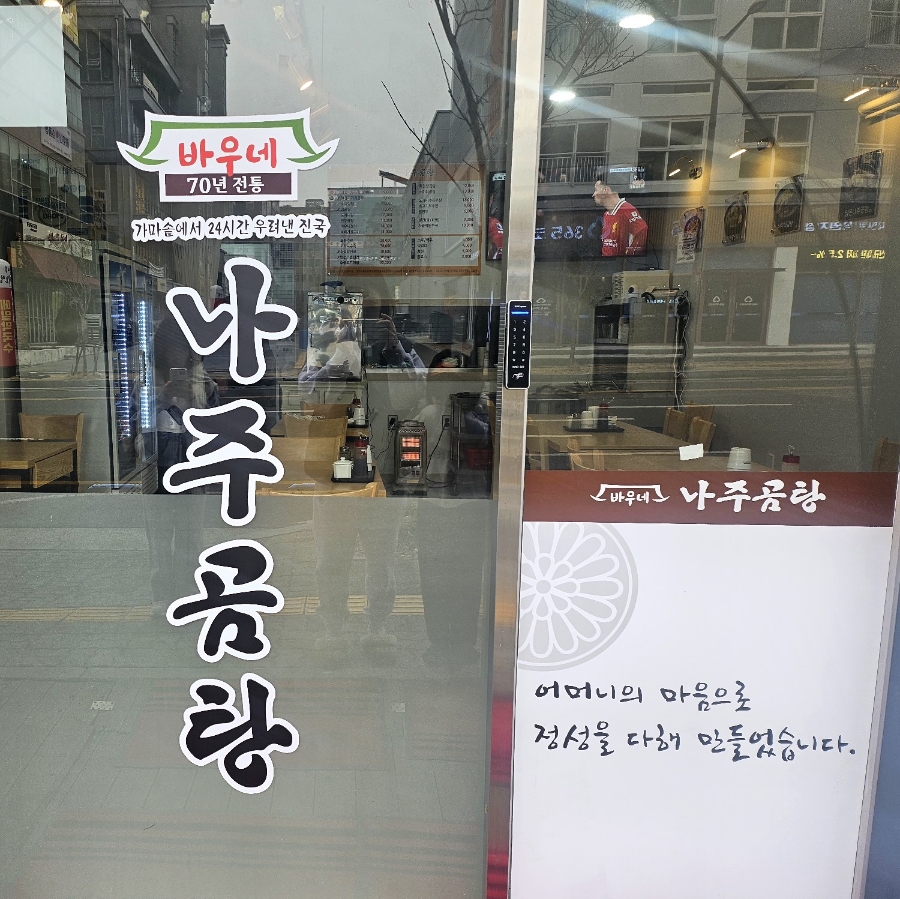 바우네
70년 전통
가마솥에서 24시간 우려낸 진국
나주곰탕
바우네 나주곰탕
어머니의 마음으로
정성을 다해 만들었습니다.